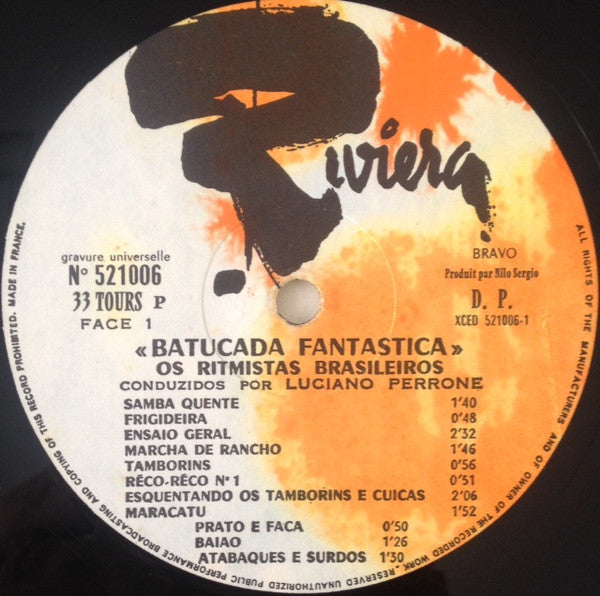 Riviera
gravure universelle
N° 521006
33 TOURS P
FACE 1
BRAVO
Produit par Nilo Sergio
D. P.
XCED 521006-1
«BATUCADA FANTASTICA»
OS RITMISTAS BRASILEIROS
CONDUZIDOS POR LUCIANO PERRONE
SAMBA QUENTE 1'40
FRIGIDEIRA 0'48
ENSAIO GERAL 2'32
MARCHA DE RANCHO 1'46
TAMBORINS 0'56
RÊCO-RÊCO N° 1 0'51
ESQUENTANDO OS TAMBORINS E CUICAS 2'06
MARACATU 1'52
PRATO E FACA 0'50
BAIAO 1'26
ATABAQUES E SURDOS 1'30
ALL RIGHTS OF THE MANUFACTURERS AND OF OWNER OF THE RECORDED WORK, RESERVED UNAUTHORIZED PUBLIC PERFORMANCE BROADCASTING AND COPYING OF THIS RECORD PROHIBITED. MADE IN FRANCE.